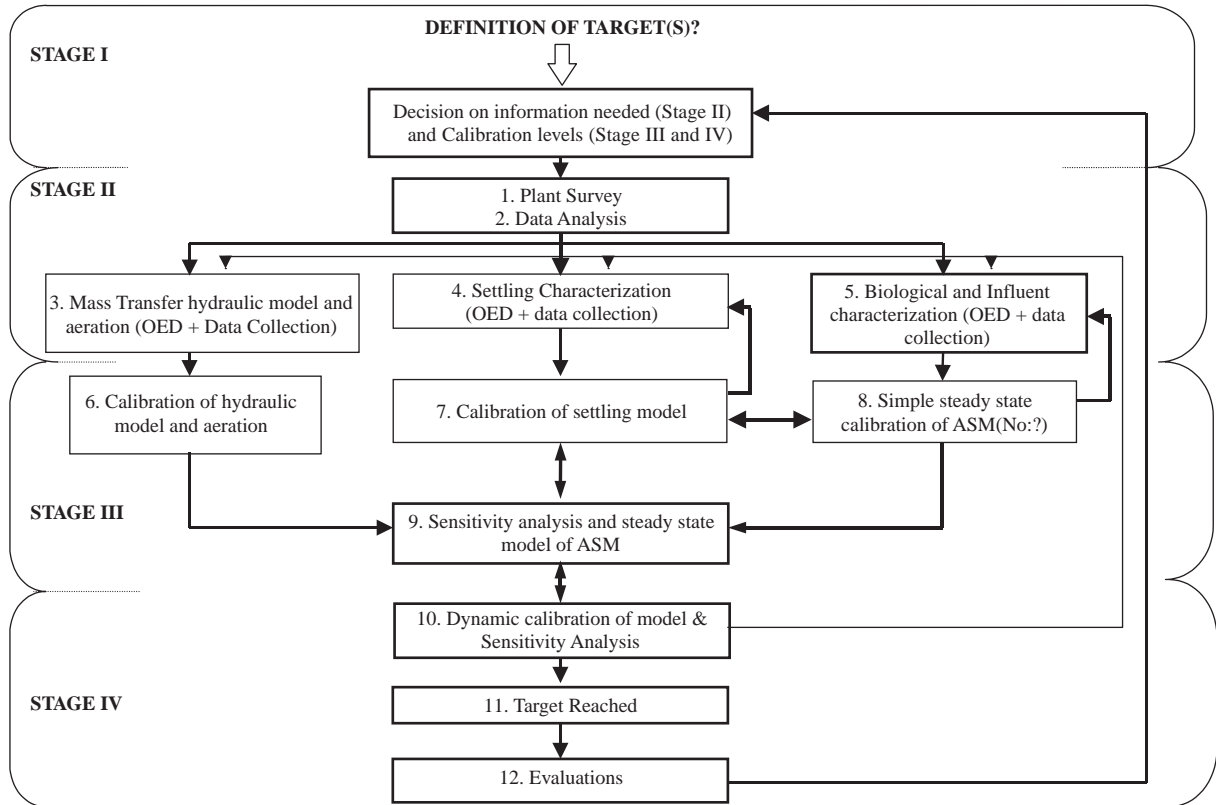 DEFINITION OF TARGET(S)?
STAGE I
Decision on information needed (Stage II)
and Calibration levels (Stage III and IV)
STAGE II
1. Plant Survey
2. Data Analysis
3. Mass Transfer hydraulic model and
aeration (OED + Data Collection)
4. Settling Characterization
(OED + data collection)
5. Biological and Influent
characterization (OED + data
collection)
6. Calibration of hydraulic
model and aeration
7. Calibration of settling model
8. Simple steady state
calibration of ASM(No:?)
STAGE III
9. Sensitivity analysis and steady state
model of ASM
10. Dynamic calibration of model &
Sensitivity Analysis
STAGE IV
11. Target Reached
12. Evaluations